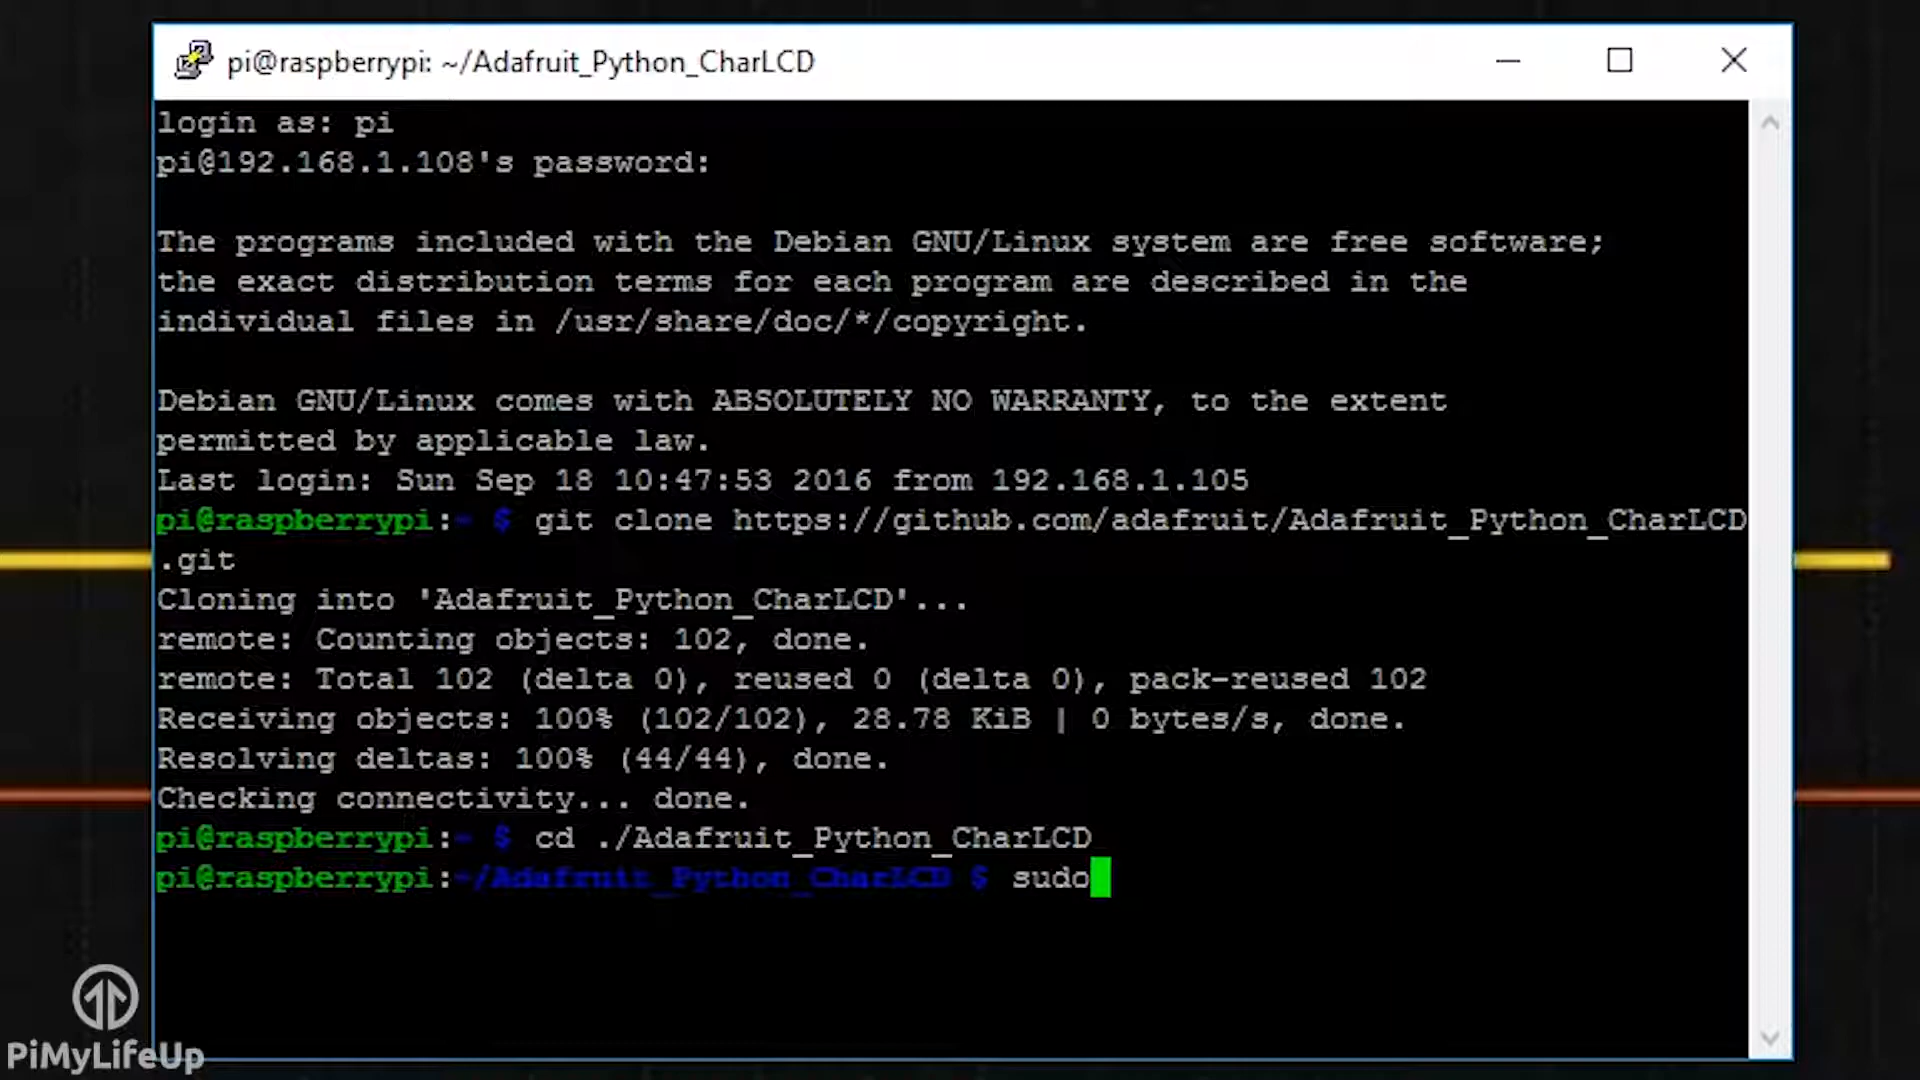 pi@raspberrypi: ~/Adafruit_Python_CharLCD
login as: pi
pi@192.168.1.108's password:
The programs included with the Debian GNU/Linux system are free software;
the exact distribution terms for each program are described in the
individual files in /usr/share/doc/*/copyright.
Debian GNU/Linux comes with ABSOLUTELY NO WARRANTY, to the extent
permitted by applicable law.
Last login: Sun Sep 18 10:47:53 2016 from 192.168.1.105
pi@raspberrypi:~ $ git clone https://github.com/adafruit/Adafruit_Python_CharLCD
.git
Cloning into 'Adafruit_Python_CharLCD'...
remote: Counting objects: 102, done.
remote: Total 102 (delta 0), reused 0 (delta 0), pack-reused 102
Receiving objects: 100% (102/102), 28.78 KiB | 0 bytes/s, done.
Resolving deltas: 100% (44/44), done.
Checking connectivity... done.
pi@raspberrypi:~ $ cd ./Adafruit_Python_CharLCD
pi@raspberrypi:~/Adafruit_Python_CharLCD $ sudo
PiMyLifeUp